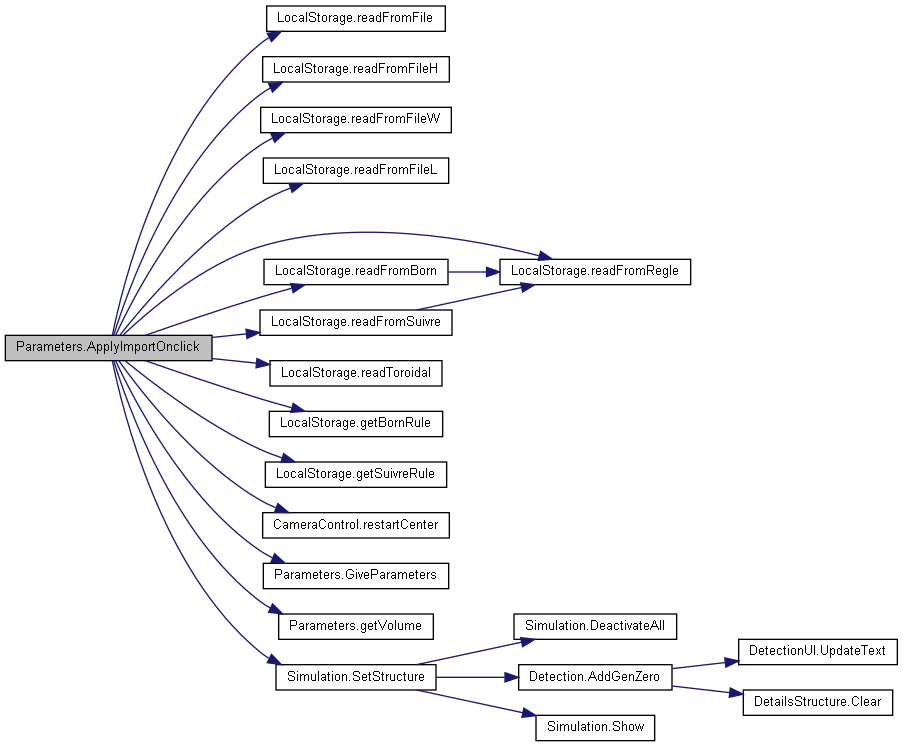 LocalStorage.readFromFile
LocalStorage.readFromFileH
LocalStorage.readFromFileW
LocalStorage.readFromFileL
LocalStorage.readFromBorn
LocalStorage.readFromRegle
LocalStorage.readFromSuivre
Parameters.ApplyImportOnclick
LocalStorage.readToroidal
LocalStorage.getBornRule
LocalStorage.getSuivreRule
CameraControl.restartCenter
Parameters.GiveParameters
Parameters.getVolume
Simulation.DeactivateAll
DetectionUI.UpdateText
Simulation.SetStructure
Detection.AddGenZero
DetailsStructure.Clear
Simulation.Show